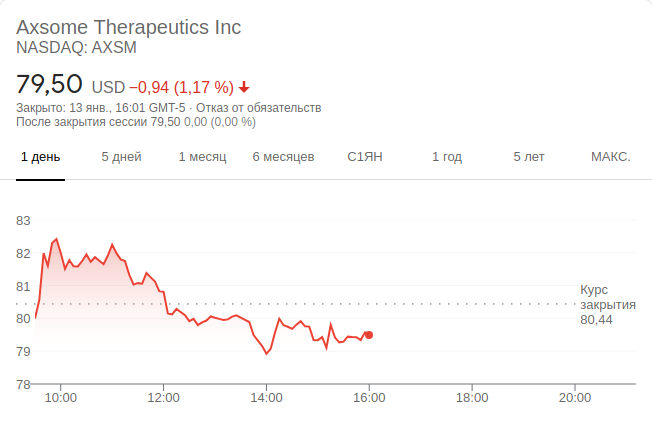 Axsome Therapeutics Inc
NASDAQ: AXSM
79,50 USD −0,94 (1,17 %)
Закрыто: 13 янв., 16:01 GMT-5 · Отказ от обязательств
После закрытия сессии 79,50 0,00 (0,00 %)
1 день 5 дней 1 месяц 6 месяцев С1ЯН 1 год 5 лет МАКС.
83
82
81
80
79
78
Курс
закрытия
80,44
10:00 12:00 14:00 16:00 18:00 20:00